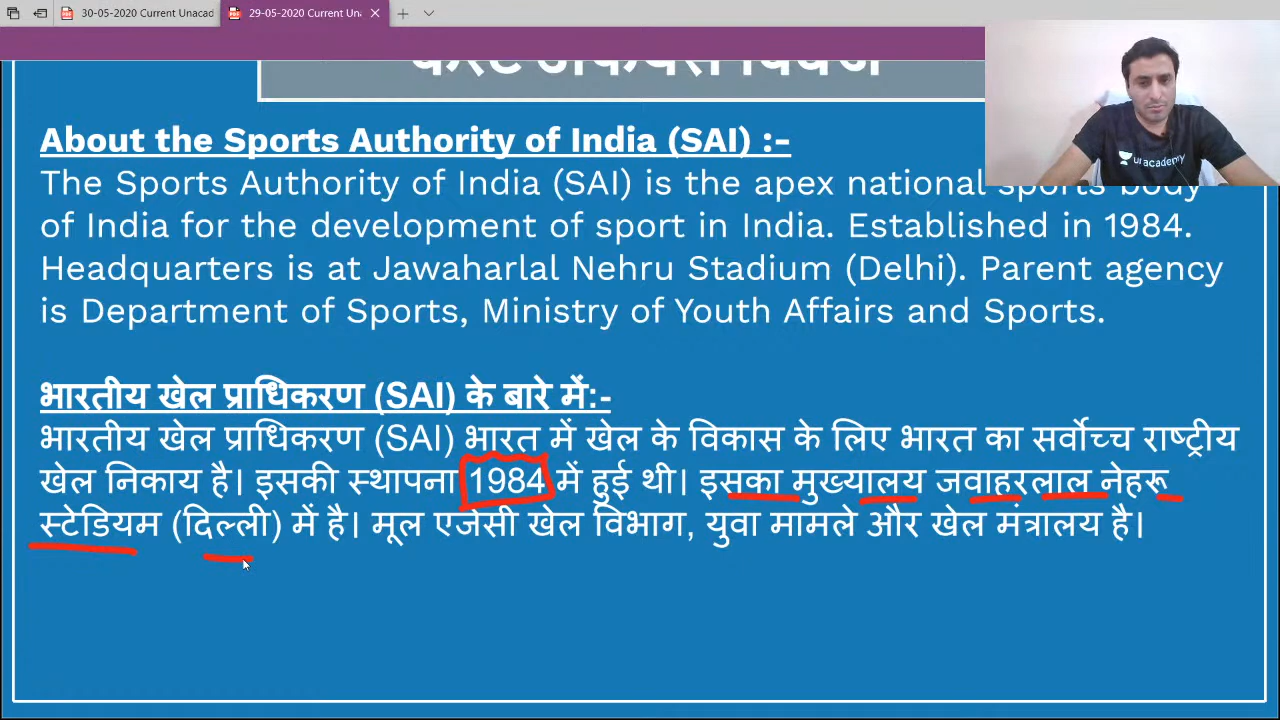 30-05-2020 Current Unacad
29-05-2020 Current Una
करंट अफेयर्स विथ
unacademy
About the Sports Authority of India (SAI) :-
The Sports Authority of India (SAI) is the apex national sports body
of India for the development of sport in India. Established in 1984.
Headquarters is at Jawaharlal Nehru Stadium (Delhi). Parent agency
is Department of Sports, Ministry of Youth Affairs and Sports.
भारतीय खेल प्राधिकरण (SAI) के बारे में:-
भारतीय खेल प्राधिकरण (SAI) भारत में खेल के विकास के लिए भारत का सर्वोच्च राष्ट्रीय
खेल निकाय है। इसकी स्थापना 1984 में हुई थी। इसका मुख्यालय जवाहरलाल नेहरू
स्टेडियम (दिल्ली) में है। मूल एजेंसी खेल विभाग, युवा मामले और खेल मंत्रालय है।